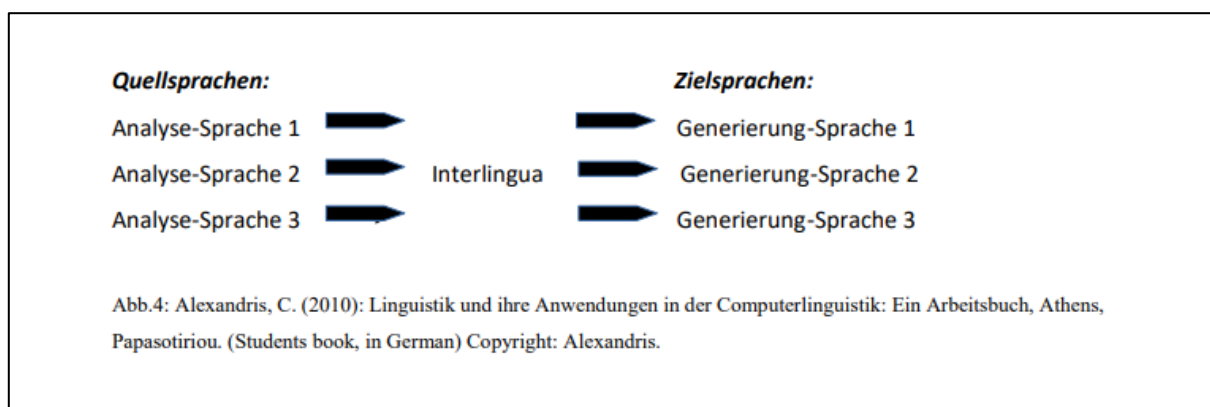 Quellsprachen: Zielsprachen:
Analyse-Sprache 1 Generierung-Sprache 1
Analyse-Sprache 2 Interlingua Generierung-Sprache 2
Analyse-Sprache 3 Generierung-Sprache 3
Abb.4: Alexandris, C. (2010): Linguistik und ihre Anwendungen in der Computerlinguistik: Ein Arbeitsbuch, Athens,
Papasotiriou. (Students book, in German) Copyright: Alexandris.